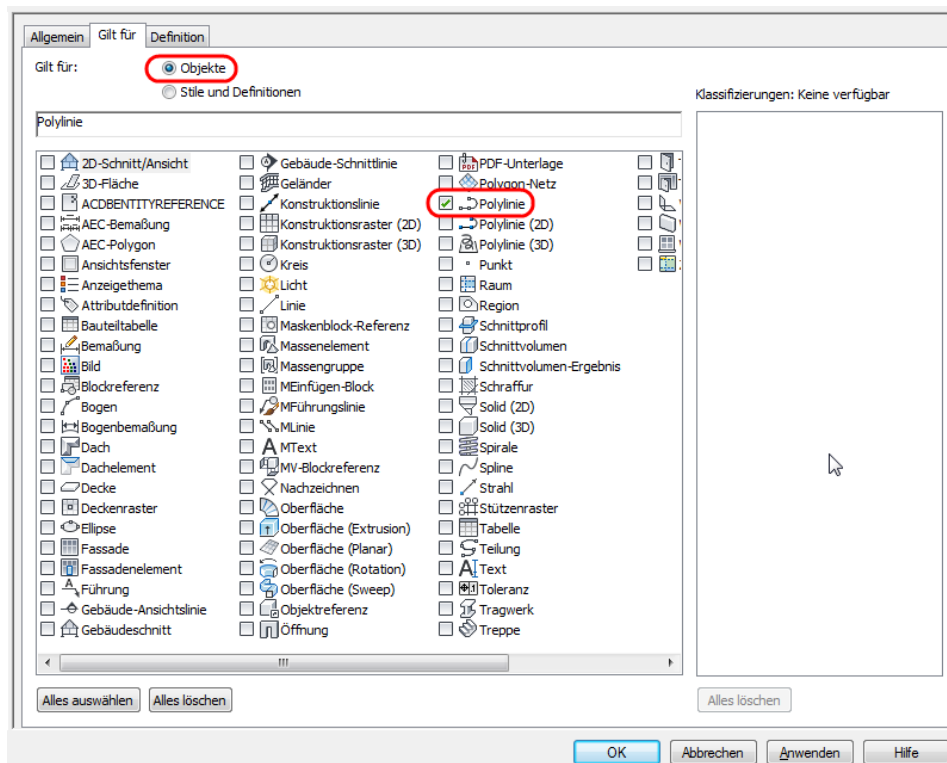 Allgemein Gilt für Definition
Gilt für: Objekte
Stile und Definitionen
Klassifizierungen: Keine verfügbar
Polylinie
2D-Schnitt/Ansicht Gebäude-Schnittlinie PDF-Unterlage
3D-Fläche Geländer Polygon-Netz
ACDBENTITYREFERENCE Konstruktionslinie Polylinie
AEC-Bemaßung Konstruktionsraster (2D) Polylinie (2D)
AEC-Polygon Konstruktionsraster (3D) Polylinie (3D)
Ansichtsfenster Kreis Punkt
Anzeigethema Licht Raum
Attributdefinition Linie Region
Bauteiltabelle Maskenblock-Referenz Schnittprofil
Bemaßung Massenelement Schnittvolumen
Bild Massengruppe Schnittvolumen-Ergebnis
Blockreferenz MEinfügen-Block Schraffur
Bogen MFührungslinie Solid (2D)
Bogenbemaßung MLinie Solid (3D)
Dach MText Spirale
Dachelement MV-Blockreferenz Spline
Decke Nachzeichnen Strahl
Deckenraster Oberfläche Stützenraster
Ellipse Oberfläche (Extrusion) Tabelle
Fassade Oberfläche (Planar) Teilung
Fassadenelement Oberfläche (Rotation) Text
Führung Oberfläche (Sweep) Toleranz
Gebäude-Ansichtslinie Objektreferenz Tragwerk
Gebäudeschnitt Öffnung Treppe
Alles auswählen Alles löschen Alles löschen
OK Abbrechen Anwenden Hilfe